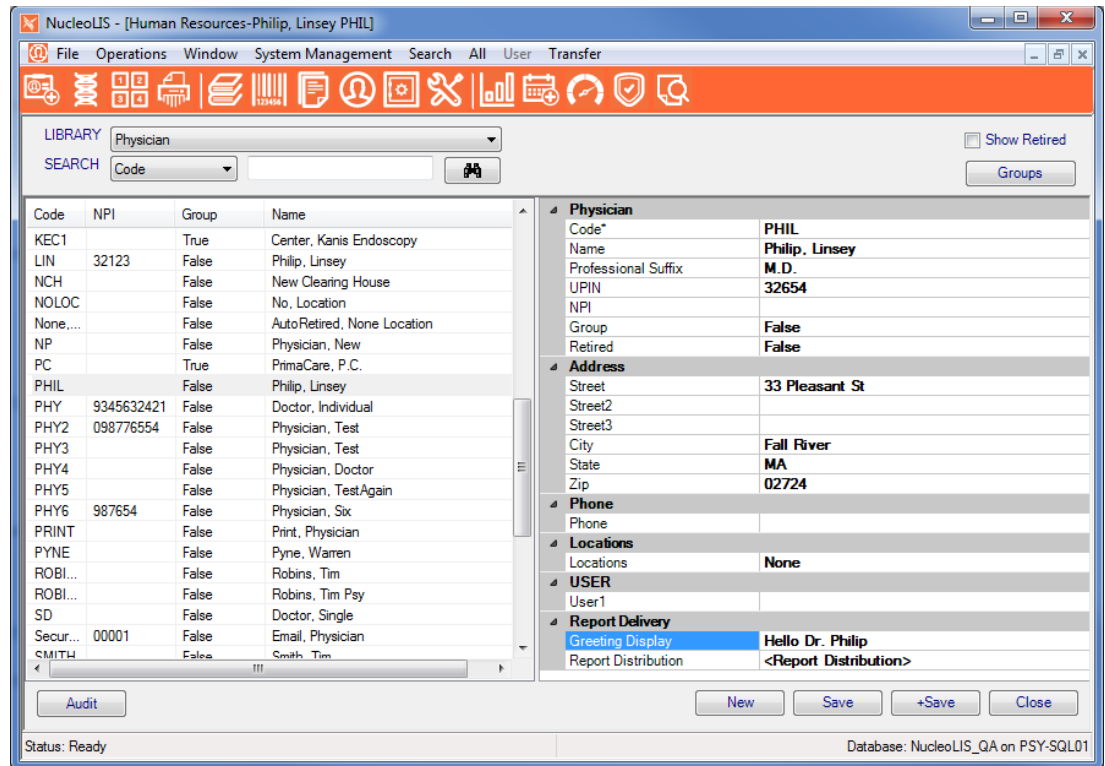 NucleoLIS - [Human Resources-Philip, Linsey PHIL]
File Operations Window System Management Search All User Transfer
1 2 3 4 123456
LIBRARY Physician Show Retired
SEARCH Code Groups
Code NPI Group Name
KEC1 True Center, Kanis Endoscopy
LIN 32123 False Philip, Linsey
NCH False New Clearing House
NOLOC False No, Location
None,... False AutoRetired, None Location
NP False Physician, New
PC True PrimaCare, P.C.
PHIL False Philip, Linsey
PHY 9345632421 False Doctor, Individual
PHY2 098776554 False Physician, Test
PHY3 False Physician, Test
PHY4 False Physician, Doctor
PHY5 False Physician, TestAgain
PHY6 987654 False Physician, Six
PRINT False Print, Physician
PYNE False Pyne, Warren
ROBI... False Robins, Tim
ROBI... False Robins, Tim Psy
SD False Doctor, Single
Secur... 00001 False Email, Physician
SMITH False Smith, Tim
Physician
Code* PHIL
Name Philip, Linsey
Professional Suffix M.D.
UPIN 32654
NPI
Group False
Retired False
Address
Street 33 Pleasant St
Street2
Street3
City Fall River
State MA
Zip 02724
Phone
Phone
Locations
Locations None
USER
User1
Report Delivery
Greeting Display Hello Dr. Philip
Report Distribution <Report Distribution>
Audit New Save +Save Close
Status: Ready Database: NucleoLIS_QA on PSY-SQL01